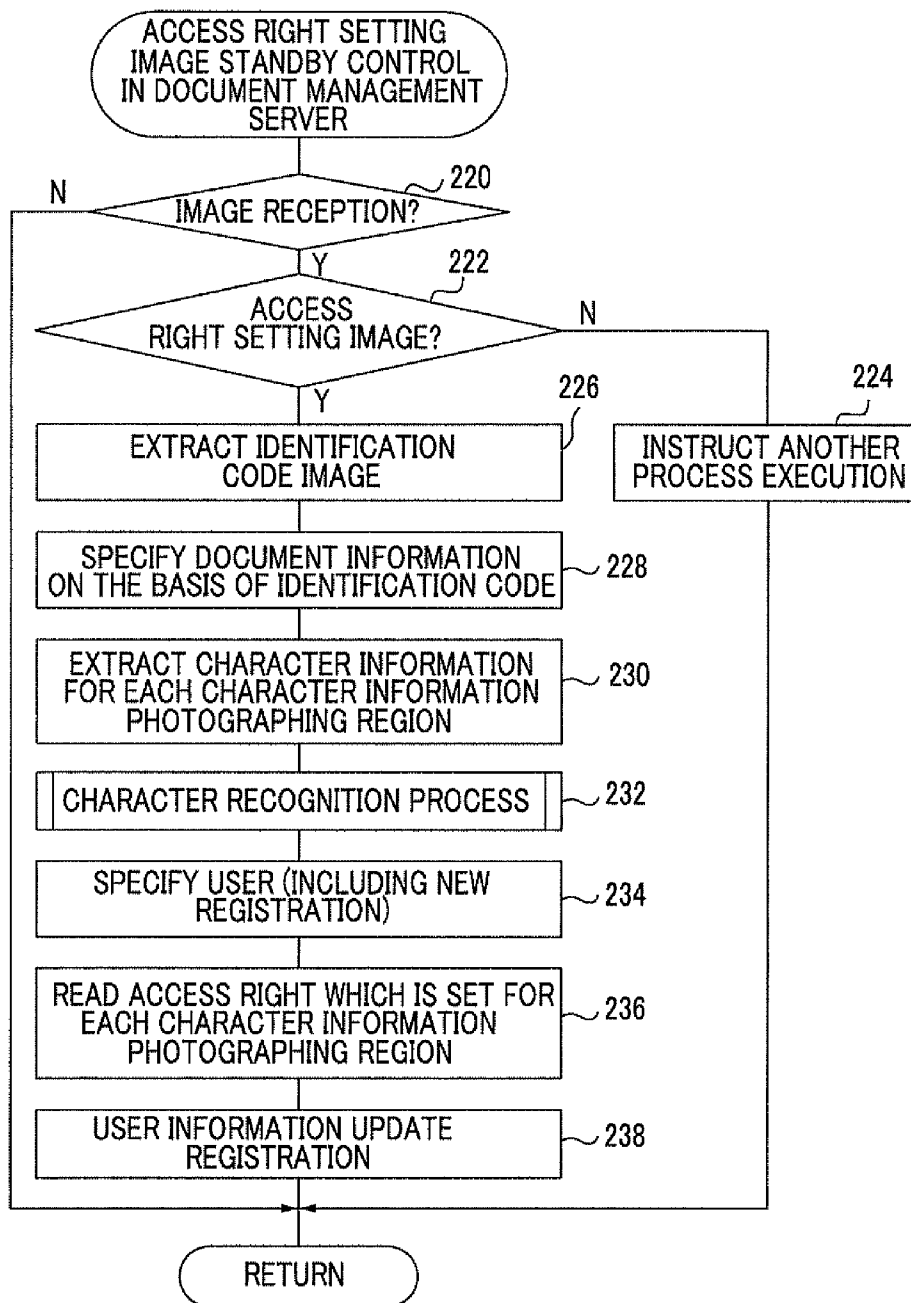 ACCESS RIGHT SETTING
IMAGE STANDBY CONTROL
IN DOCUMENT MANAGEMENT
SERVER
N
220
IMAGE RECEPTION?
Y
222
ACCESS
RIGHT SETTING IMAGE?
N
Y
226
224
EXTRACT IDENTIFICATION
CODE IMAGE
INSTRUCT ANOTHER
PROCESS EXECUTION
SPECIFY DOCUMENT INFORMATION
ON THE BASIS OF IDENTIFICATION CODE
228
EXTRACT CHARACTER INFORMATION
FOR EACH CHARACTER INFORMATION
PHOTOGRAPHING REGION
230
CHARACTER RECOGNITION PROCESS
232
SPECIFY USER (INCLUDING NEW
REGISTRATION)
234
READ ACCESS RIGHT WHICH IS SET FOR
EACH CHARACTER INFORMATION
PHOTOGRAPHING REGION
236
USER INFORMATION UPDATE
REGISTRATION
238
RETURN